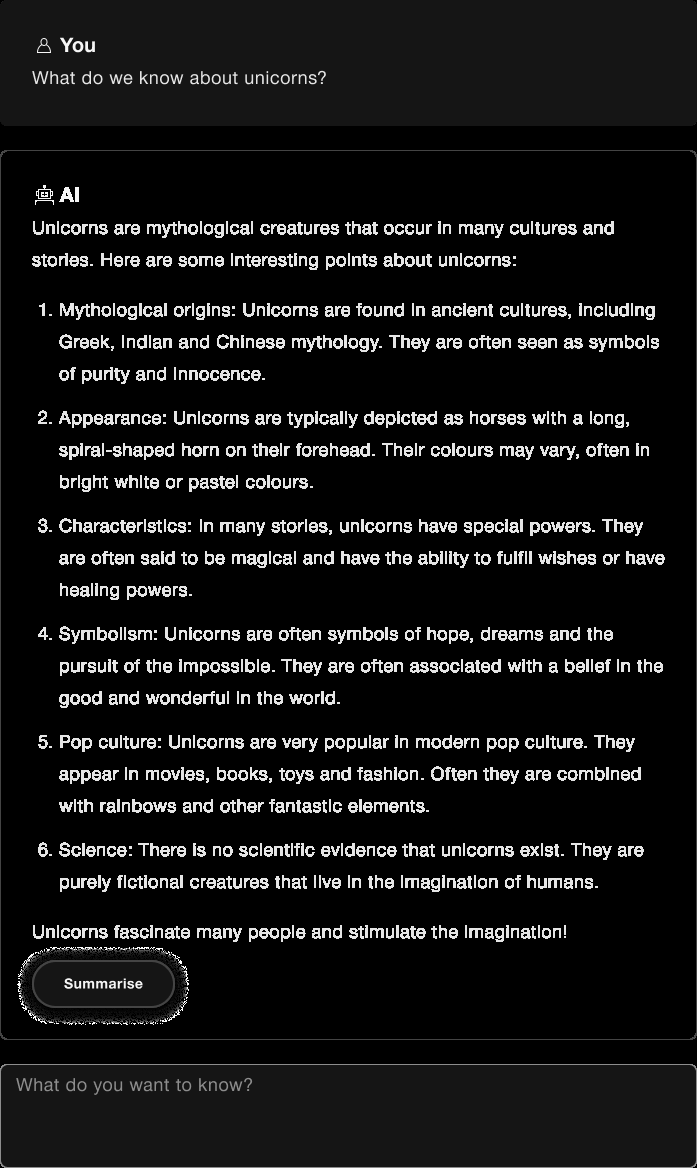 You
What do we know about unicorns?
AI
Unicorns are mythological creatures that occur in many cultures and
stories. Here are some interesting points about unicorns:
1. Mythological origins: Unicorns are found in ancient cultures, including
Greek, Indian and Chinese mythology. They are often seen as symbols
of purity and innocence.
2. Appearance: Unicorns are typically depicted as horses with a long,
spiral-shaped horn on their forehead. Their colours may vary, often in
bright white or pastel colours.
3. Characteristics: In many stories, unicorns have special powers. They
are often said to be magical and have the ability to fulfil wishes or have
healing powers.
4. Symbolism: Unicorns are often symbols of hope, dreams and the
pursuit of the impossible. They are often associated with a belief in the
good and wonderful in the world.
5. Pop culture: Unicorns are very popular in modern pop culture. They
appear in movies, books, toys and fashion. Often they are combined
with rainbows and other fantastic elements.
6. Science: There is no scientific evidence that unicorns exist. They are
purely fictional creatures that live in the imagination of humans.
Unicorns fascinate many people and stimulate the imagination!
Summarise
What do you want to know?